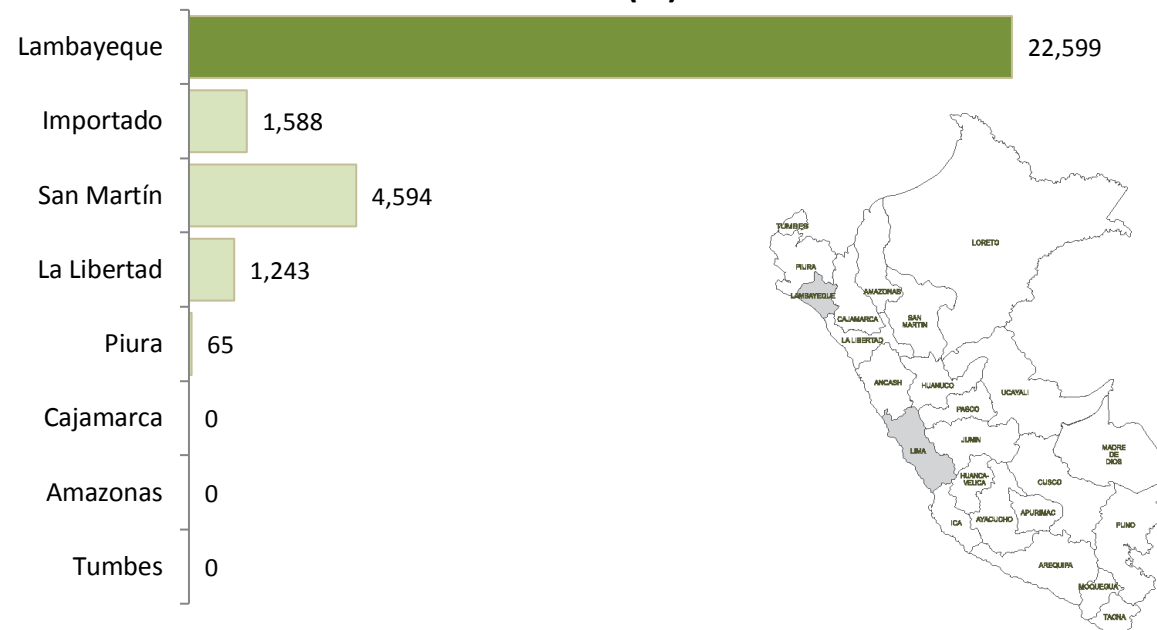 Lambayeque 22,599
Importado 1,588
San Martín 4,594
La Libertad 1,243
Piura 65
Cajamarca 0
Amazonas 0
Tumbes 0
TUMBES
LORETO
PIURA
LAMBAYEQUE
AMAZONAS
CAJAMARCA
SAN
MARTIN
LA LIBERTAD
ANCASH
HUANUCO
UCAYALI
PASCO
LIMA
JUNIN
MADRE
DE
DIOS
HUANCA-
VELICA
CUSCO
ICA
AYACUCHO
APURIMAC
PUNO
AREQUIPA
MOQUEGUA
TACNA